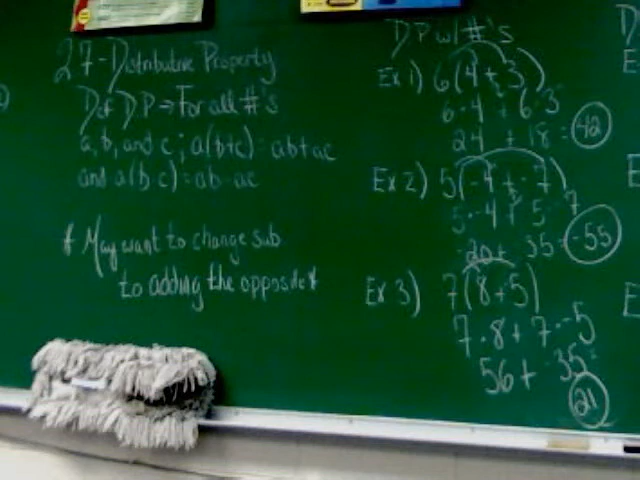 27-Distributive Property
Def DP → For all #'s
a, b, and c; a(b+c) = ab+ac
and a(b-c) = ab-ac
* May want to change sub
to adding the opposite *
DP w/ #'s
Ex 1) 6(4+3)
6·4 + 6·3
24 + 18 = 42
Ex 2) 5(-4+-7)
5·-4 + 5·-7
-20 + -35 = -55
Ex 3) 7(8+-5)
7·8 + 7·-5
56 + -35 =
21